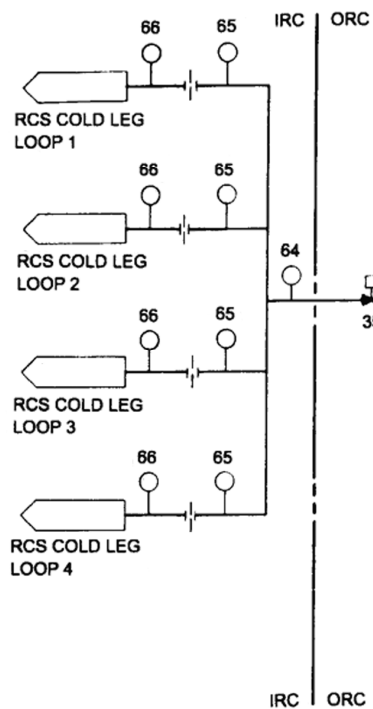 IRC ORC
66 65
RCS COLD LEG
LOOP 1
66 65
RCS COLD LEG
LOOP 2
64
66 65
RCS COLD LEG
LOOP 3
66 65
RCS COLD LEG
LOOP 4
IRC ORC